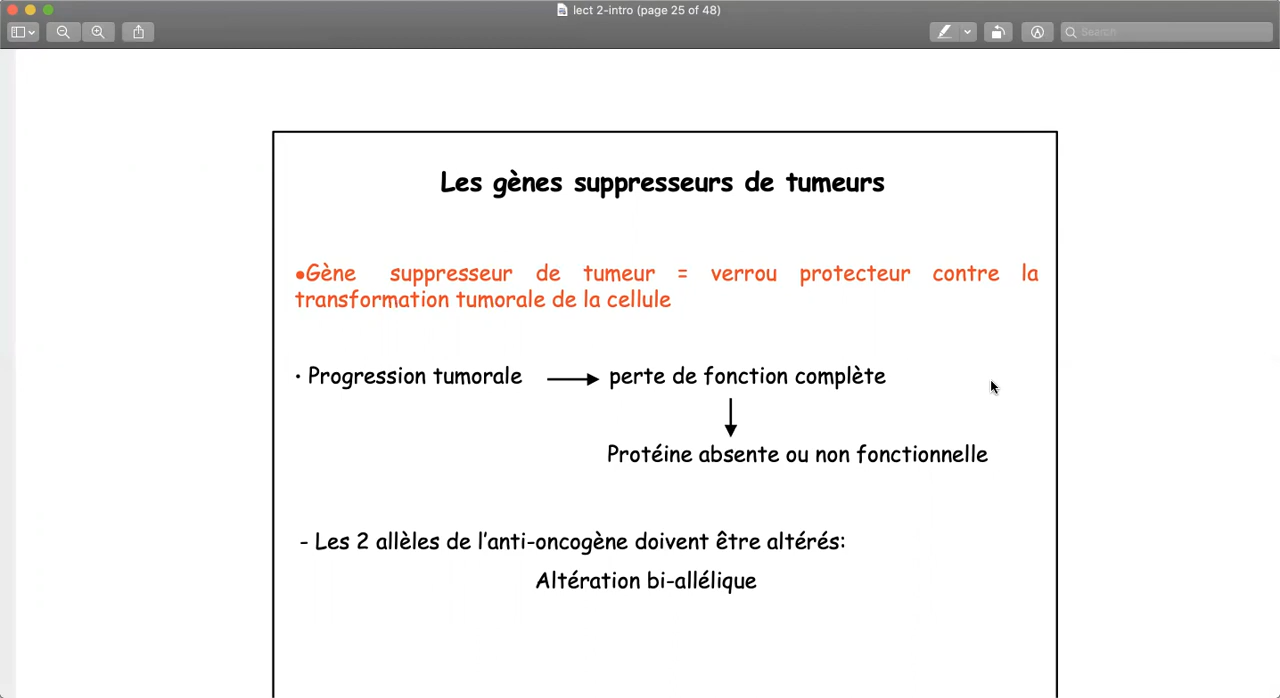 lect 2-intro (page 25 of 48)
Search
Les gènes suppresseurs de tumeurs
•Gène suppresseur de tumeur = verrou protecteur contre la
transformation tumorale de la cellule
• Progression tumorale → perte de fonction complète
↓
Protéine absente ou non fonctionnelle
- Les 2 allèles de l'anti-oncogène doivent être altérés:
Altération bi-allélique